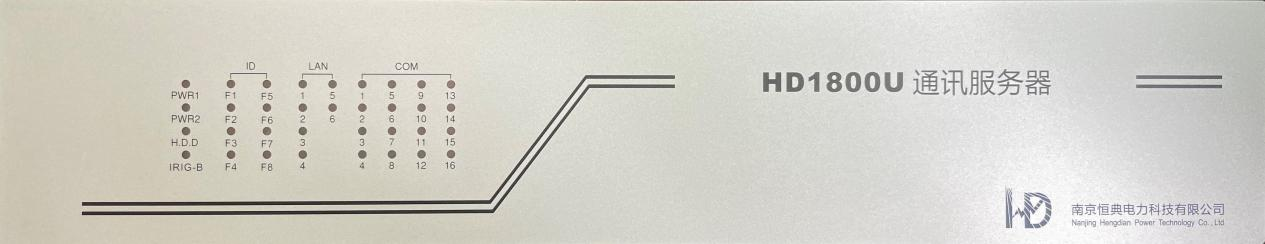 ID LAN COM
PWR1 F1 F5 1 5 1 5 9 13
PWR2 F2 F6 2 6 2 6 10 14
H.D.D F3 F7 3 3 7 11 15
IRIG-B F4 F8 4 4 8 12 16
HD1800U 通讯服务器
HD
南京恒典电力科技有限公司
Nanjing Hengdian Power Technology Co., Ltd